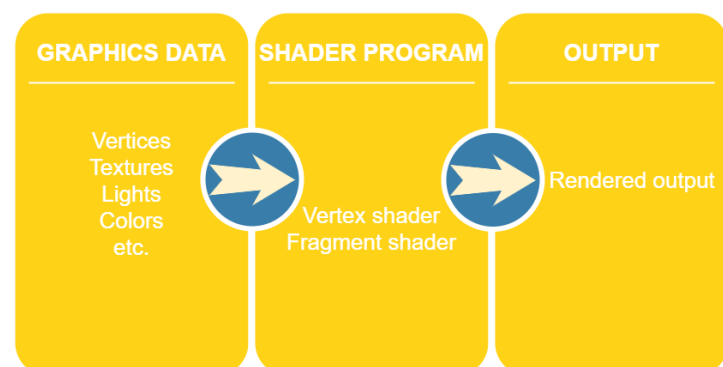 GRAPHICS DATA
Vertices
Textures
Lights
Colors
etc.
SHADER PROGRAM
Vertex shader
Fragment shader
OUTPUT
Rendered output